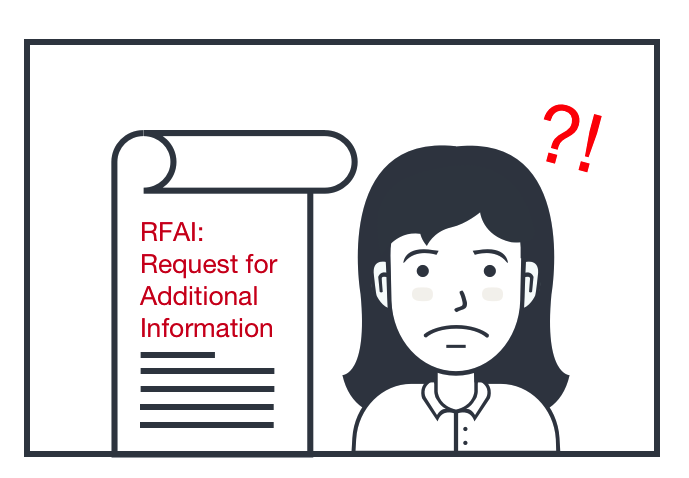 ?!
RFAI:
Request for
Additional
Information